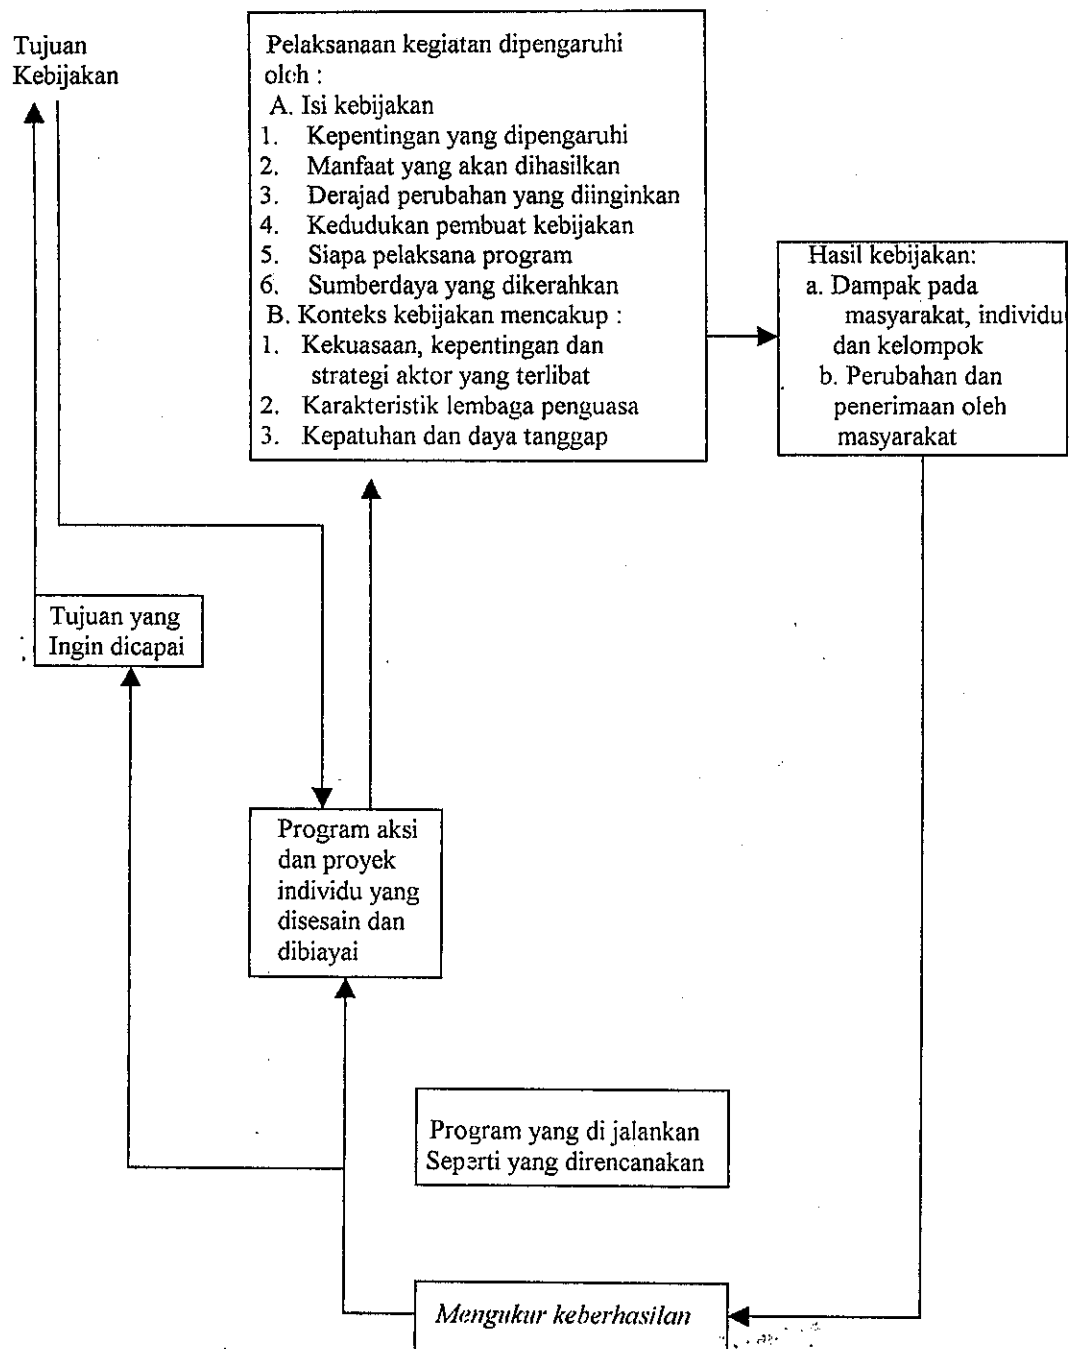 Tujuan
Kebijakan
Pelaksanaan kegiatan dipengaruhi
oleh :
A. Isi kebijakan
1. Kepentingan yang dipengaruhi
2. Manfaat yang akan dihasilkan
3. Derajad perubahan yang diinginkan
4. Kedudukan pembuat kebijakan
5. Siapa pelaksana program
6. Sumberdaya yang dikerahkan
B. Konteks kebijakan mencakup :
1. Kekuasaan, kepentingan dan
strategi aktor yang terlibat
2. Karakteristik lembaga penguasa
3. Kepatuhan dan daya tanggap
Hasil kebijakan:
a. Dampak pada
masyarakat, individu
dan kelompok
b. Perubahan dan
penerimaan oleh
masyarakat
Tujuan yang
Ingin dicapai
Program aksi
dan proyek
individu yang
disesain dan
dibiayai
Program yang di jalankan
Seperti yang direncanakan
Mengukur keberhasilan